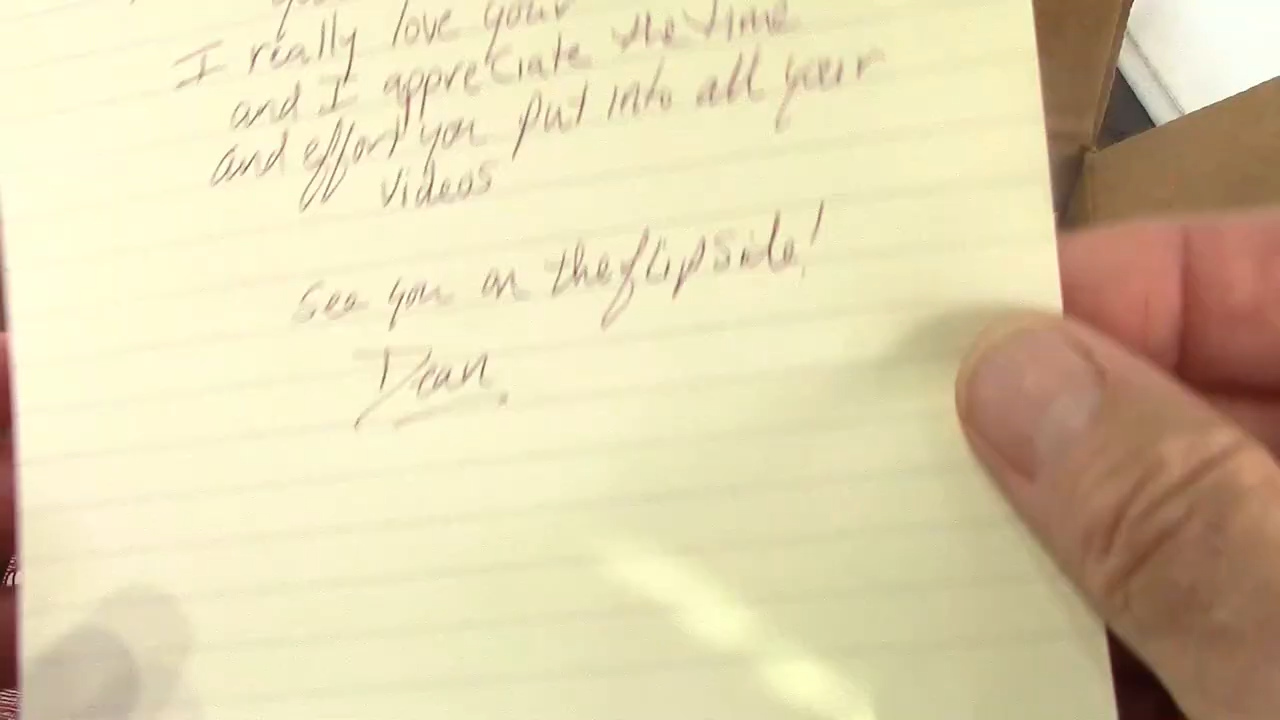 I really love your
and I appreciate the time
and effort you put into all your
videos
see you on the flipside!
Dean.